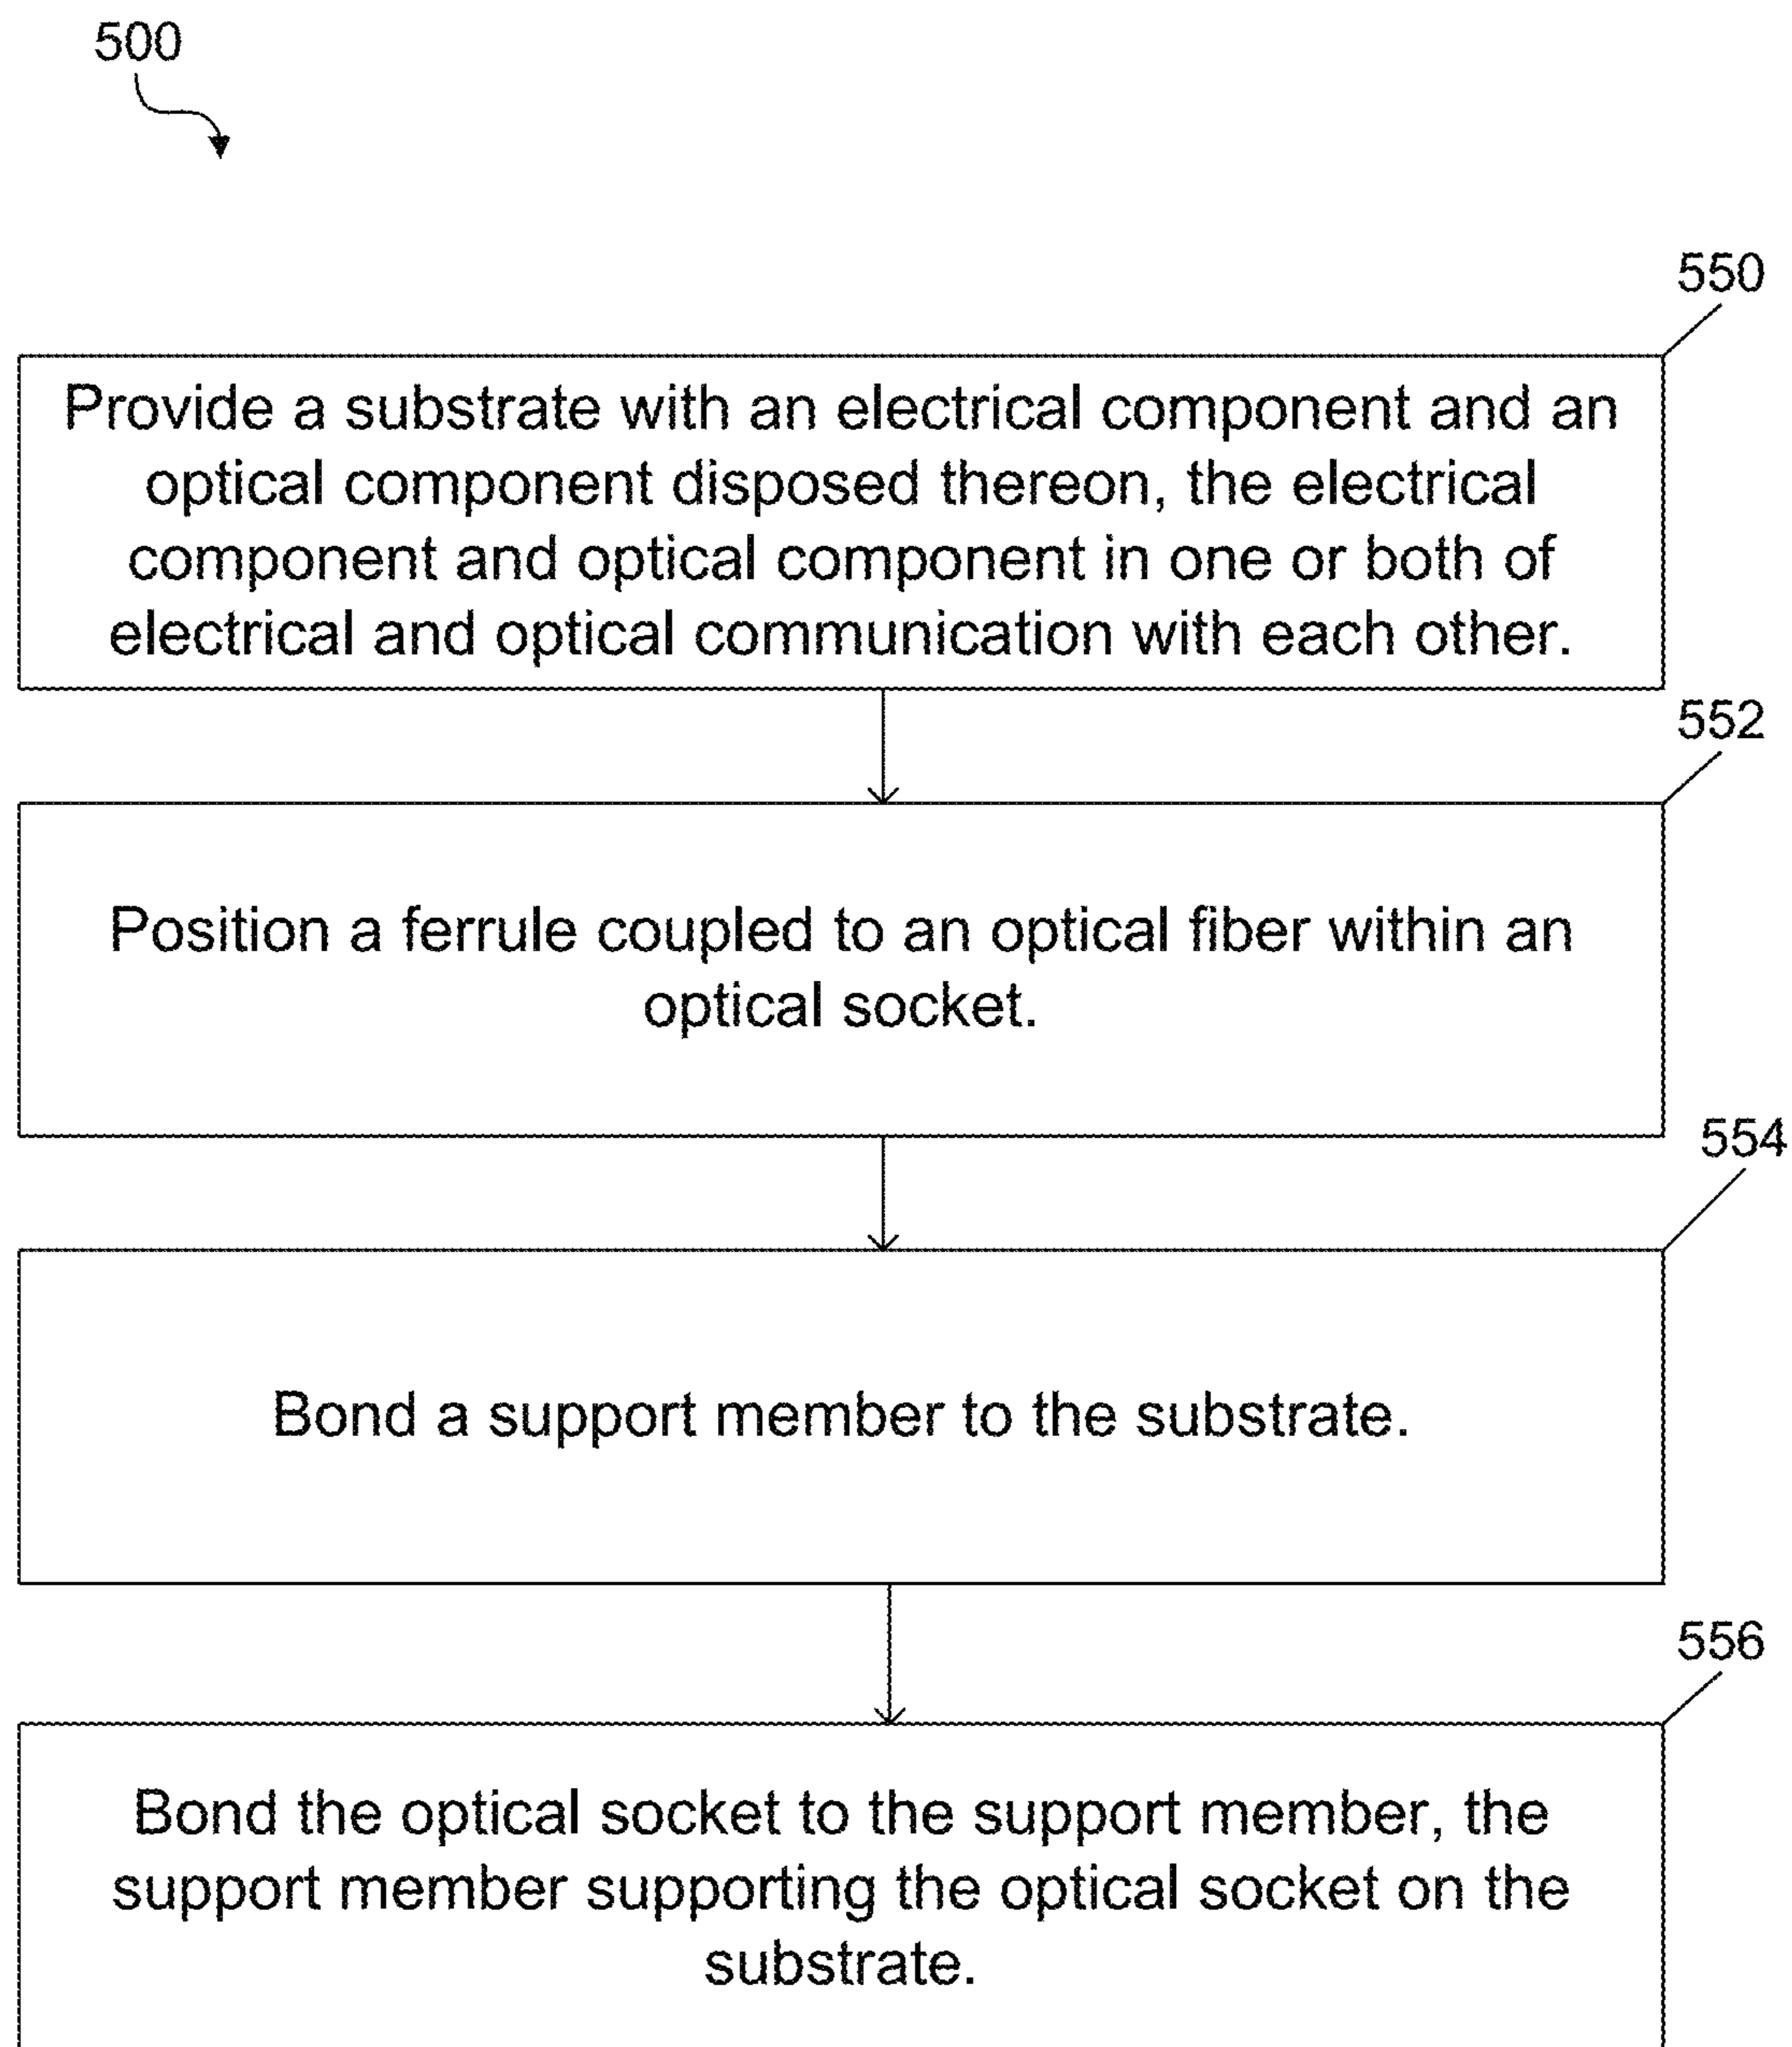 500
550
Provide a substrate with an electrical component and an
optical component disposed thereon, the electrical
component and optical component in one or both of
electrical and optical communication with each other.
552
Position a ferrule coupled to an optical fiber within an
optical socket.
554
Bond a support member to the substrate.
556
Bond the optical socket to the support member, the
support member supporting the optical socket on the
substrate.